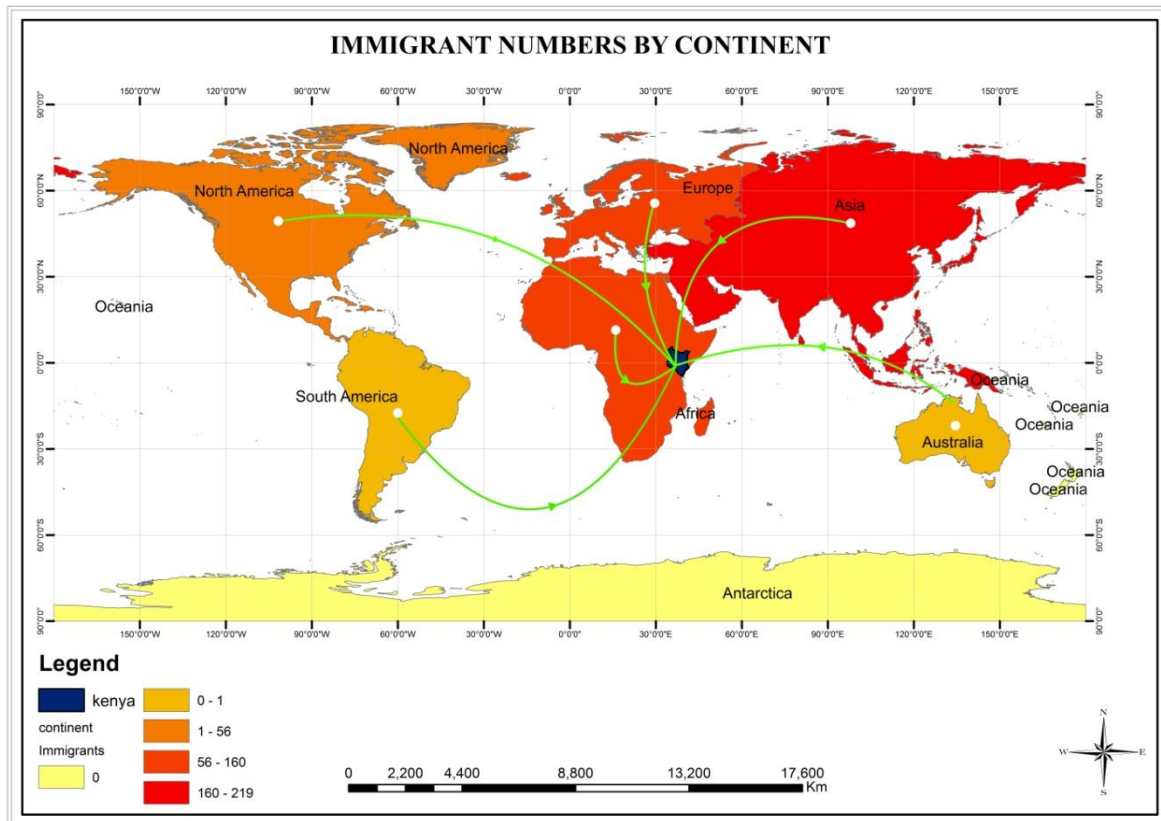 IMMIGRANT NUMBERS BY CONTINENT
150°0'0"W 120°0'0"W 90°0'0"W 60°0'0"W 30°0'0"W 0°0'0" 30°0'0"E 60°0'0"E 90°0'0"E 120°0'0"E 150°0'0"E
90°0'0" 90°0'0"
North America
North America Europe
60°0'0"N 60°0'0"N
Asia
30°0'0"N 30°0'0"N
Oceania
0°0'0" 0°0'0"
Oceania
South America Africa Oceania
Oceania
Australia
30°0'0"S 30°0'0"S
Oceania
Oceania
60°0'0"S 60°0'0"S
Antarctica
90°0'0" 90°0'0"
150°0'0"W 120°0'0"W 90°0'0"W 60°0'0"W 30°0'0"W 0°0'0" 30°0'0"E 60°0'0"E 90°0'0"E 120°0'0"E 150°0'0"E
Legend
kenya
continent
Immigrants
0
0 - 1
1 - 56
56 - 160
160 - 219
0 2,200 4,400 8,800 13,200 17,600
Km
N
W E
S